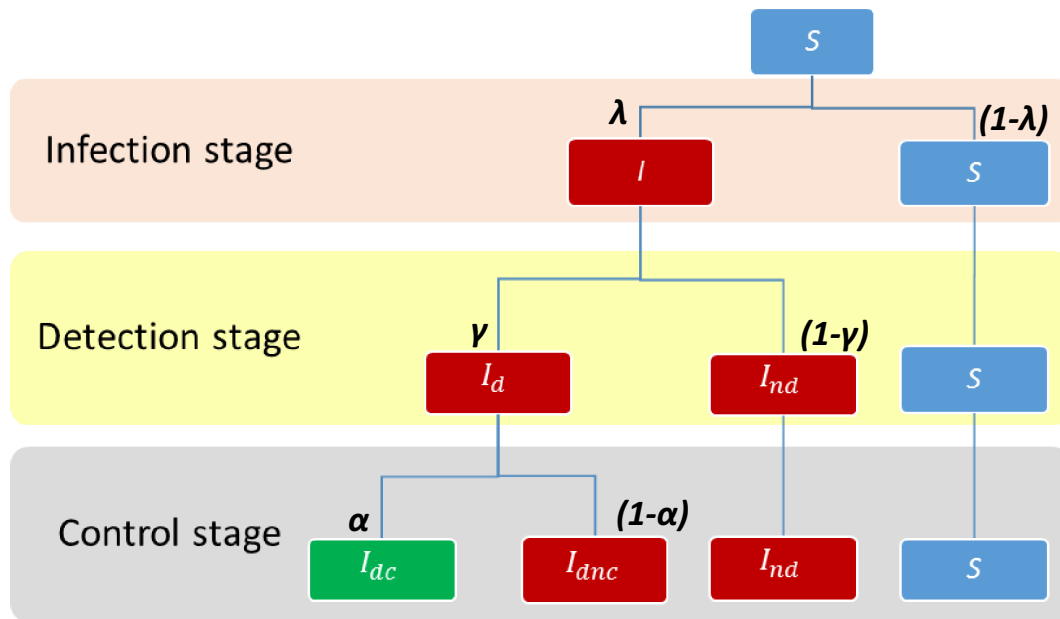 S
λ
(1-λ)
Infection stage
I
S
γ
(1-γ)
Detection stage
I_d
I_nd
S
α
(1-α)
Control stage
I_dc
I_dnc
I_nd
S